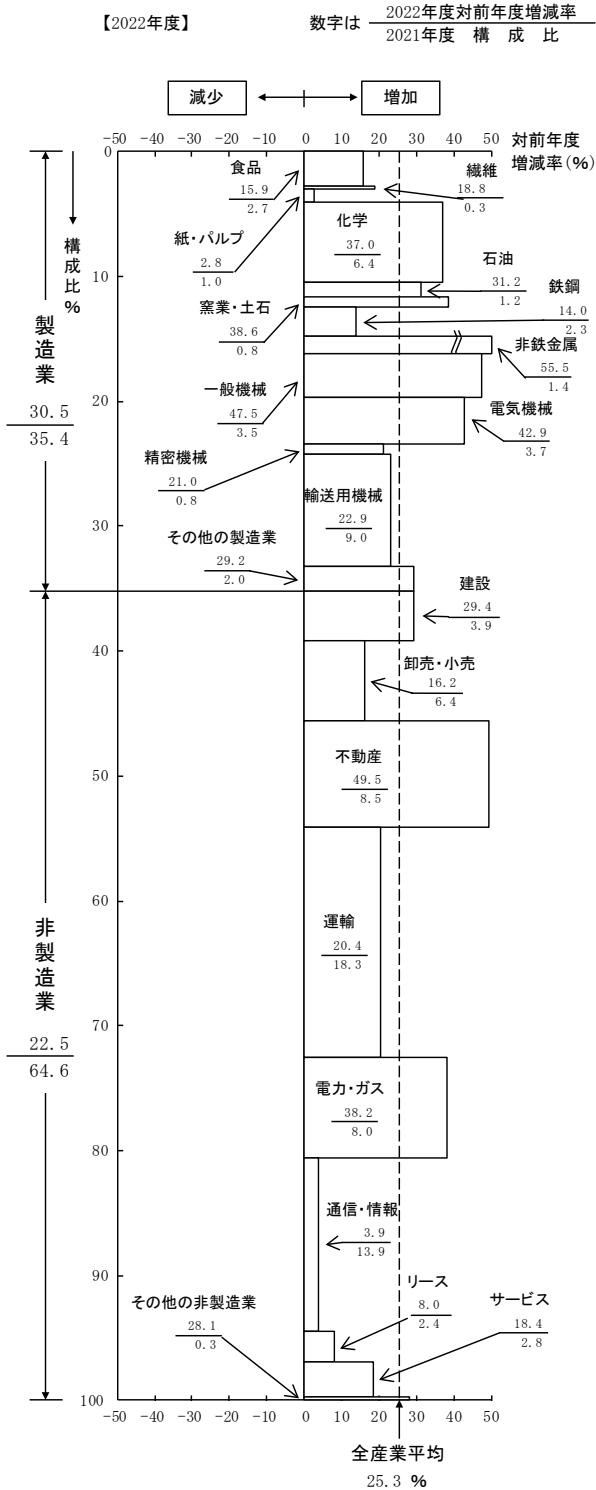 【2022年度】
数字は 2022年度対前年度増減率
2021年度 構 成 比
減少
増加
-50 -40 -30 -20 -10 0 10 20 30 40 50
対前年度
増減率(%)
0
10
20
30
40
50
60
70
80
90
100
構成比%
製造業
30.5
35.4
非製造業
22.5
64.6
食品
15.9
2.7
繊維
18.8
0.3
紙・パルプ
2.8
1.0
化学
37.0
6.4
石油
31.2
1.2
窯業・土石
38.6
0.8
鉄鋼
14.0
2.3
非鉄金属
55.5
1.4
一般機械
47.5
3.5
電気機械
42.9
3.7
精密機械
21.0
0.8
輸送用機械
22.9
9.0
その他の製造業
29.2
2.0
建設
29.4
3.9
卸売・小売
16.2
6.4
不動産
49.5
8.5
運輸
20.4
18.3
電力・ガス
38.2
8.0
通信・情報
3.9
13.9
リース
8.0
2.4
サービス
18.4
2.8
その他の非製造業
28.1
0.3
-50 -40 -30 -20 -10 0 10 20 30 40 50
全産業平均
25.3 %